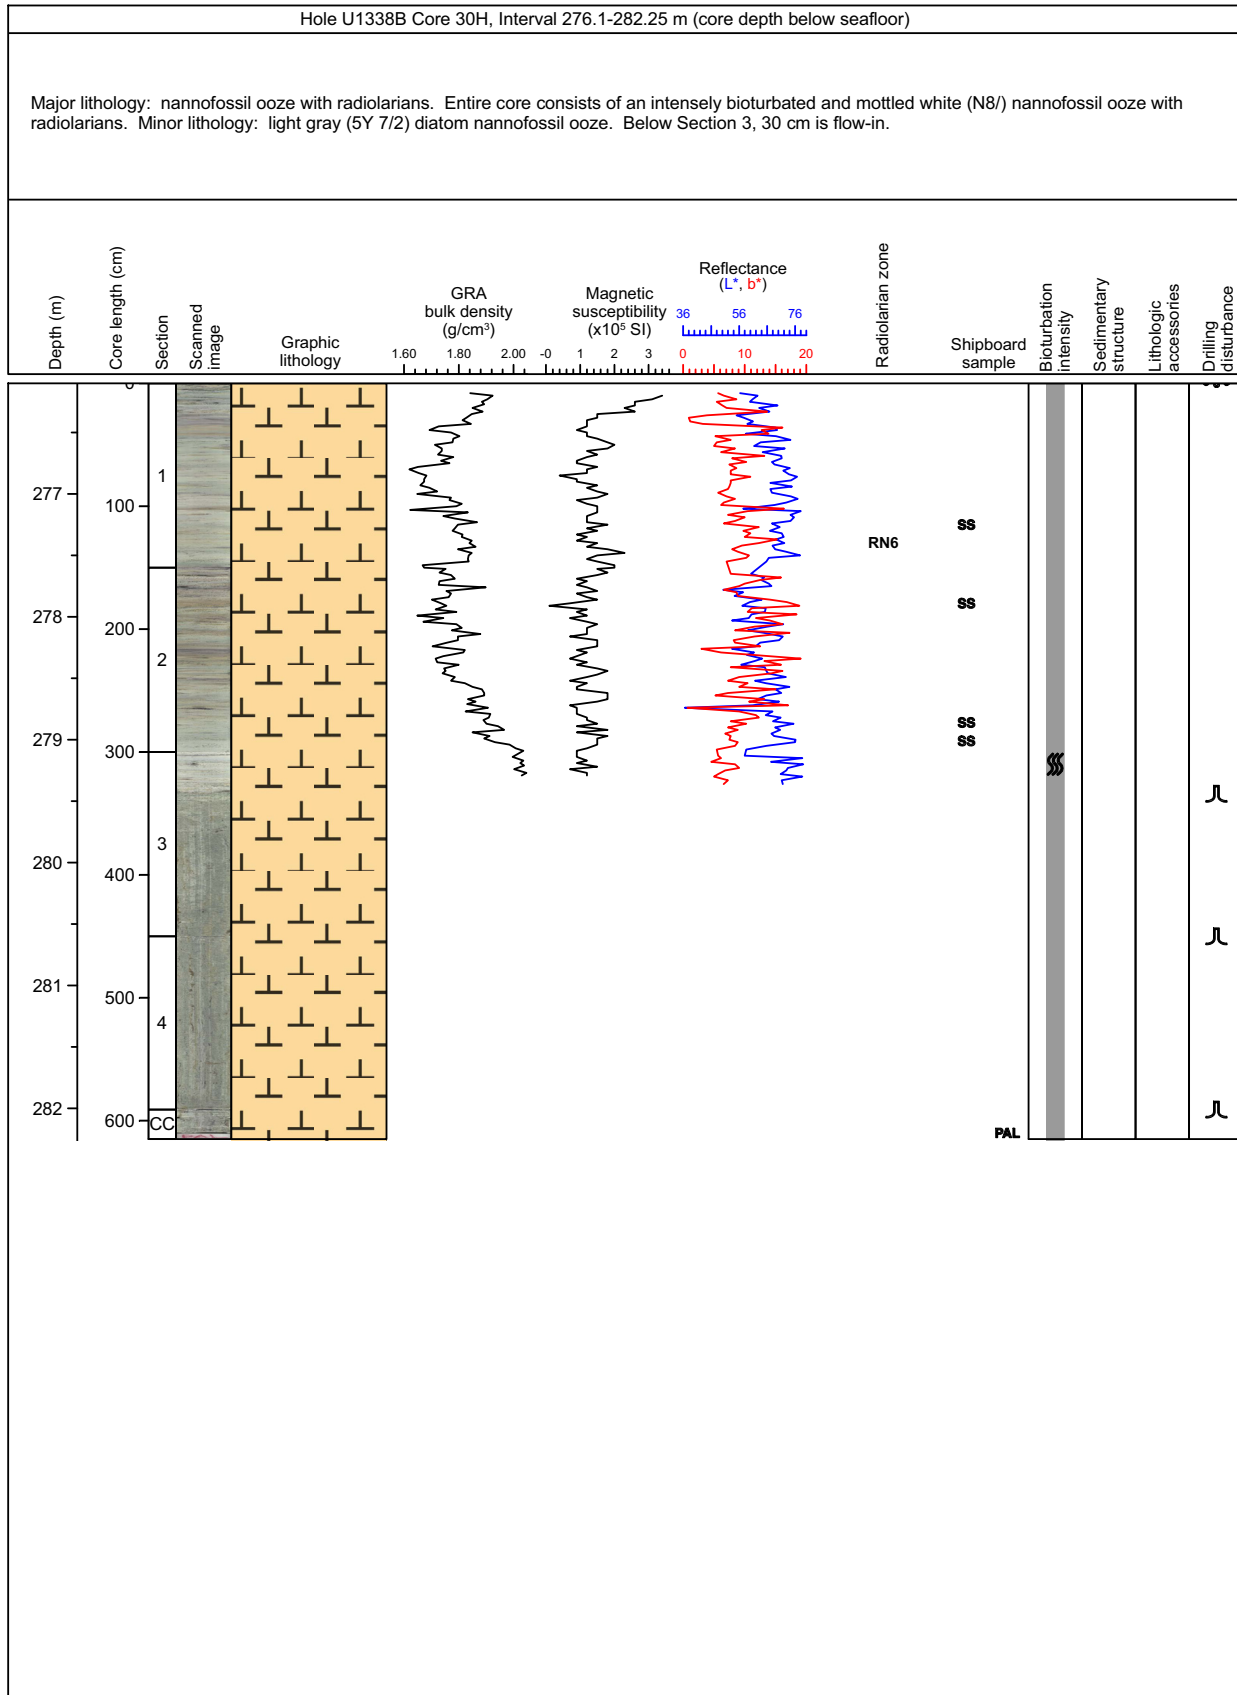 Hole U1338B Core 30H, Interval 276.1-282.25 m (core depth below seafloor)
Major lithology: nannofossil ooze with radiolarians. Entire core consists of an intensely bioturbated and mottled white (N8/) nannofossil ooze with
radiolarians. Minor lithology: light gray (5Y 7/2) diatom nannofossil ooze. Below Section 3, 30 cm is flow-in.
Depth (m)
Core length (cm)
Section
Scanned
image
Graphic
lithology
GRA
bulk density
(g/cm³)
1.60 1.80 2.00
Magnetic
susceptibility
(x10⁵ SI)
-0 1 2 3
Reflectance
(L*, b*)
36 56 76
0 10 20
Radiolarian zone
Shipboard
sample
Bioturbation
intensity
Sedimentary
structure
Lithologic
accessories
Drilling
disturbance
0
1
277
100
SS
RN6
278
SS
200
2
SS
279
SS
300
3
280
400
281
500
4
282
600
CC
PAL